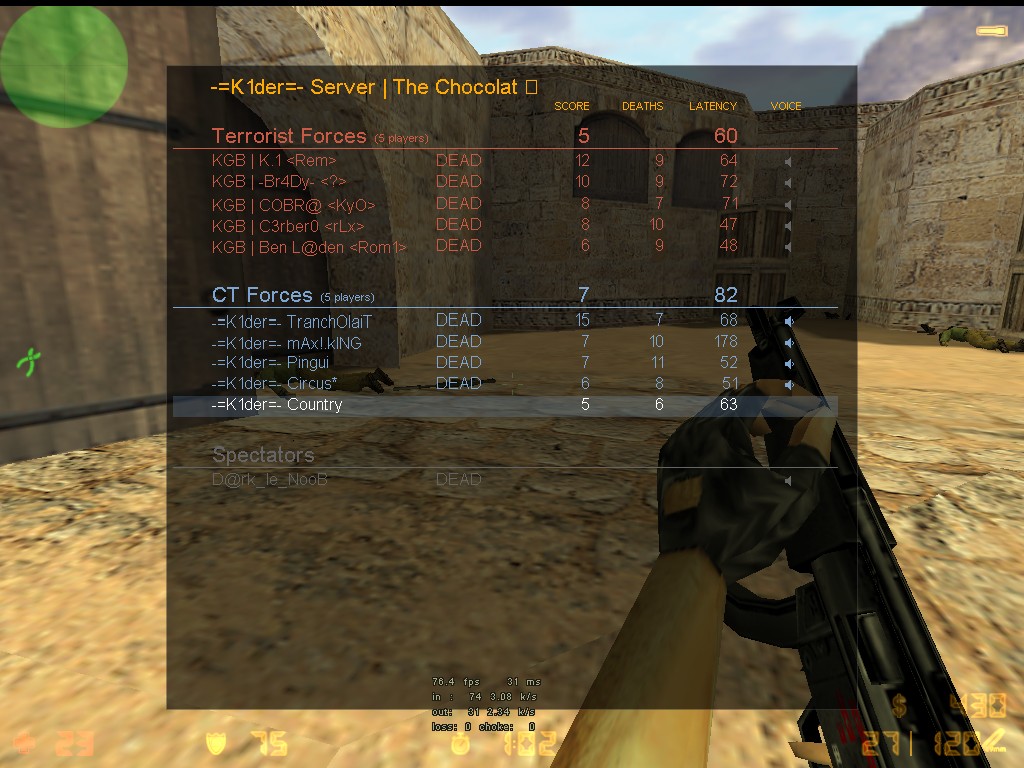 -=K1der=- Server | The Chocolat
SCORE DEATHS LATENCY VOICE
Terrorist Forces (5 players) 5 60
KGB | K.1 <Rem> DEAD 12 9 64
KGB | -Br4Dy- <?> DEAD 10 9 72
KGB | COBR@ <KyO> DEAD 8 7 71
KGB | C3rber0 <rLx> DEAD 8 10 47
KGB | Ben L@den <Rom1> DEAD 6 9 48
CT Forces (5 players) 7 82
-=K1der=- TranchOlaiT DEAD 15 7 68
-=K1der=- mAx!.kING DEAD 7 10 178
-=K1der=- Pingui DEAD 7 11 52
-=K1der=- Circus* DEAD 6 8 51
-=K1der=- Country 5 6 63
Spectators
D@rk_le_NooB DEAD
76.4 fps 31 ms
in : 74 3.08 k/s
out: 31 2.34 k/s
loss: 0 choke: 0
$ 430
23 75 1:02 27| 120